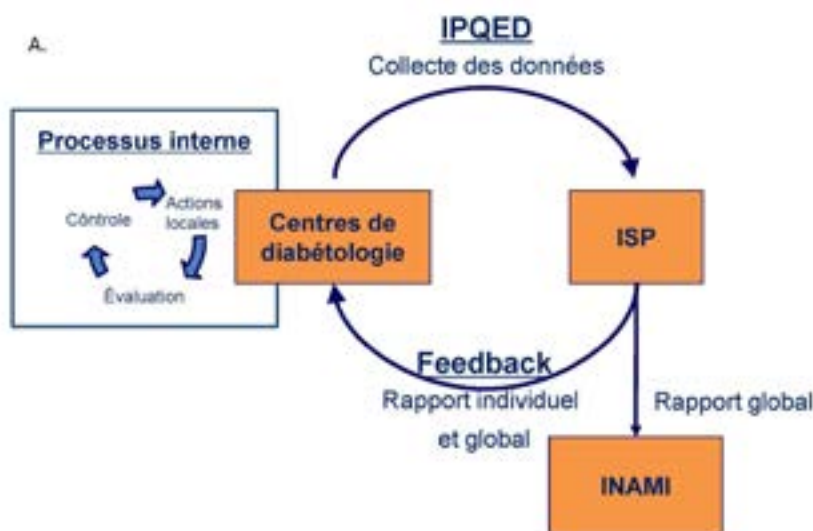 A.
IPQED
Collecte des données
Processus interne
Côntrole
Actions
locales
Évaluation
Centres de
diabétologie
ISP
Feedback
Rapport individuel
et global
Rapport global
INAMI